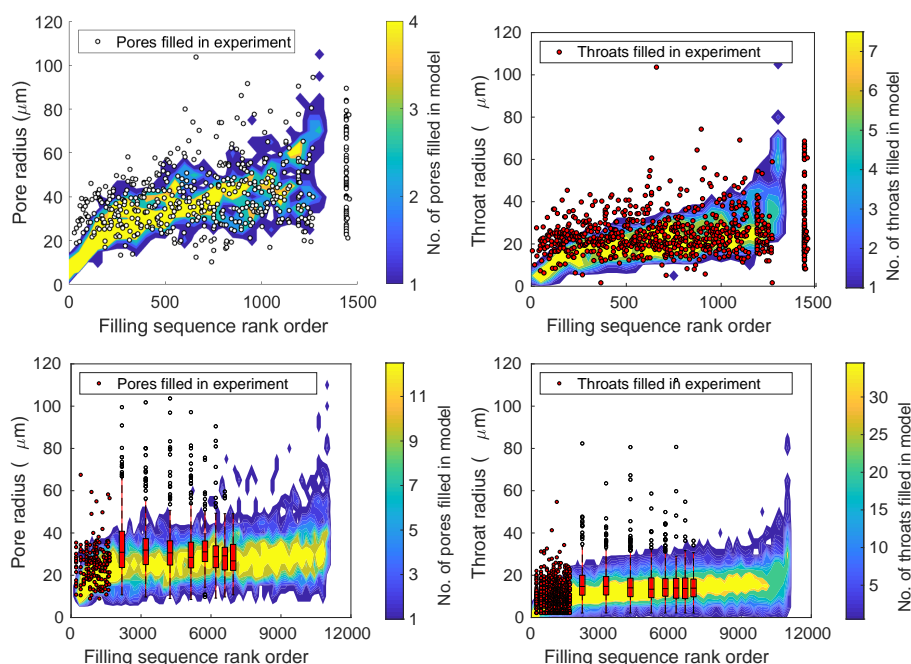 120
100
80
60
40
20
0
Pore radius (μm)
Pores filled in experiment
0 500 1000 1500
Filling sequence rank order
4
3
2
1
No. of pores filled in model
120
100
80
60
40
20
0
Throat radius ( μm)
Throats filled in experiment
0 500 1000 1500
Filling sequence rank order
7
6
5
4
3
2
1
No. of throats filled in model
120
100
80
60
40
20
0
Pore radius ( μm)
Pores filled in experiment
0 3000 6000 9000 12000
Filling sequence rank order
11
9
7
5
3
1
No. of pores filled in model
120
100
80
60
40
20
0
Throat radius ( μm)
Throats filled in experiment
0 3000 6000 9000 12000
Filling sequence rank order
30
25
20
15
10
5
No. of throats filled in model